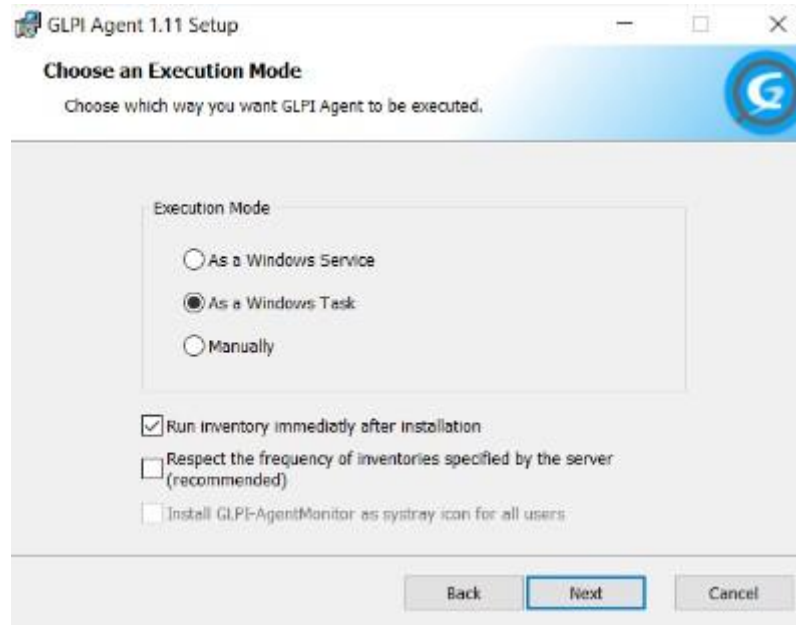 GLPI Agent 1.11 Setup
Choose an Execution Mode
Choose which way you want GLPI Agent to be executed.
Execution Mode
As a Windows Service
As a Windows Task
Manually
Run inventory immediatly after installation
Respect the frequency of inventories specified by the server
(recommended)
Install GLPI-AgentMonitor as systray icon for all users
Back
Next
Cancel